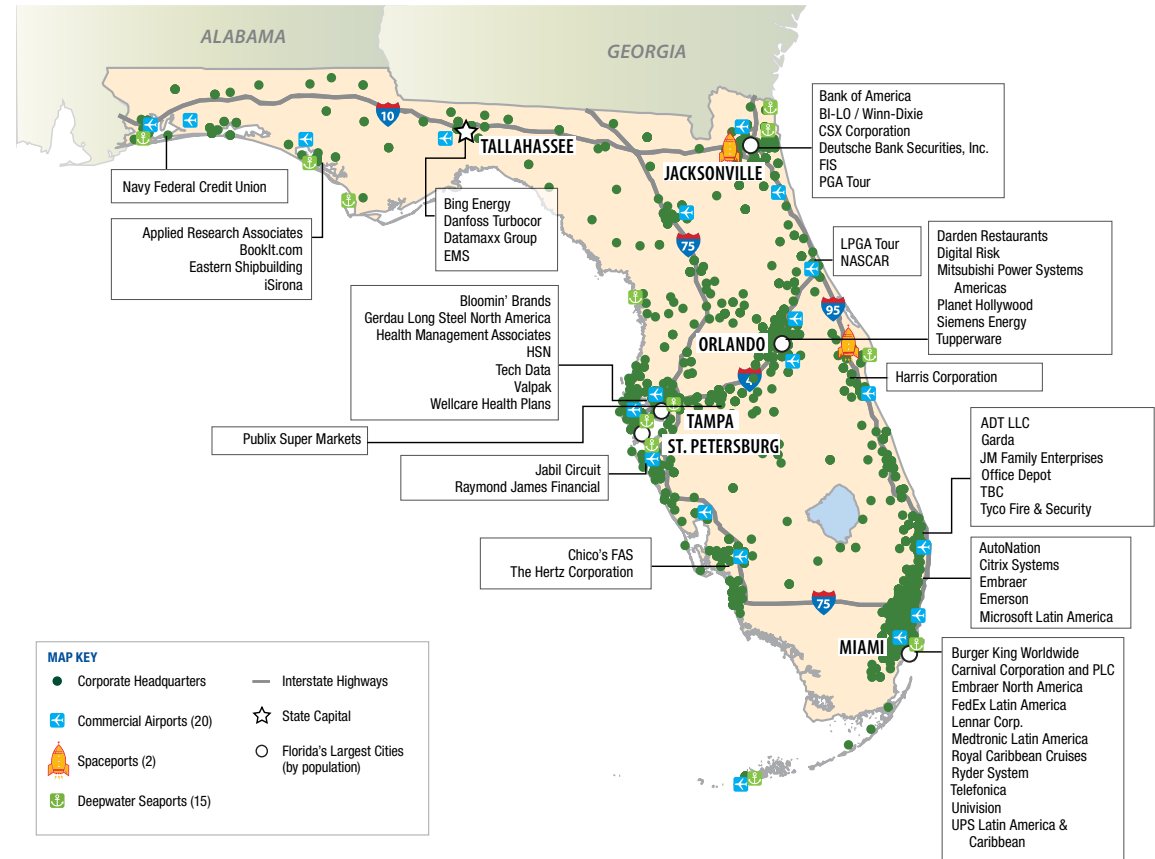 ALABAMA
GEORGIA
10
TALLAHASSEE
JACKSONVILLE
Bank of America
BI-LO / Winn-Dixie
CSX Corporation
Deutsche Bank Securities, Inc.
FIS
PGA Tour
Navy Federal Credit Union
Applied Research Associates
BookIt.com
Eastern Shipbuilding
iSirona
Bing Energy
Danfoss Turbocor
Datamaxx Group
EMS
75
LPGA Tour
NASCAR
Darden Restaurants
Digital Risk
Mitsubishi Power Systems
Americas
Planet Hollywood
Siemens Energy
Tupperware
95
Bloomin’ Brands
Gerdau Long Steel North America
Health Management Associates
HSN
Tech Data
Valpak
Wellcare Health Plans
ORLANDO
4
Harris Corporation
Publix Super Markets
TAMPA
ST. PETERSBURG
Jabil Circuit
Raymond James Financial
ADT LLC
Garda
JM Family Enterprises
Office Depot
TBC
Tyco Fire & Security
Chico’s FAS
The Hertz Corporation
AutoNation
Citrix Systems
Embraer
Emerson
Microsoft Latin America
75
MIAMI
Burger King Worldwide
Carnival Corporation and PLC
Embraer North America
FedEx Latin America
Lennar Corp.
Medtronic Latin America
Royal Caribbean Cruises
Ryder System
Telefonica
Univision
UPS Latin America &
Caribbean
MAP KEY
Corporate Headquarters
Commercial Airports (20)
Spaceports (2)
Deepwater Seaports (15)
Interstate Highways
State Capital
Florida’s Largest Cities
(by population)